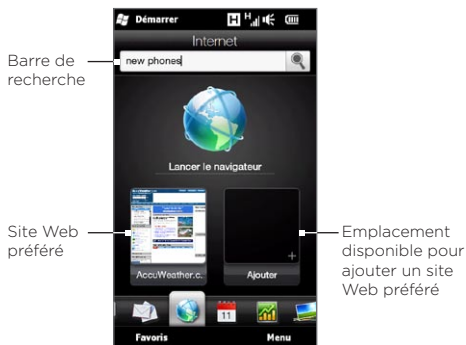 Démarrer
H H
Internet
new phones
Barre de
recherche
Lancer le navigateur
Site Web
préféré
AccuWeather.c.
Ajouter
Emplacement
disponible pour
ajouter un site
Web préféré
11
Favoris
Menu